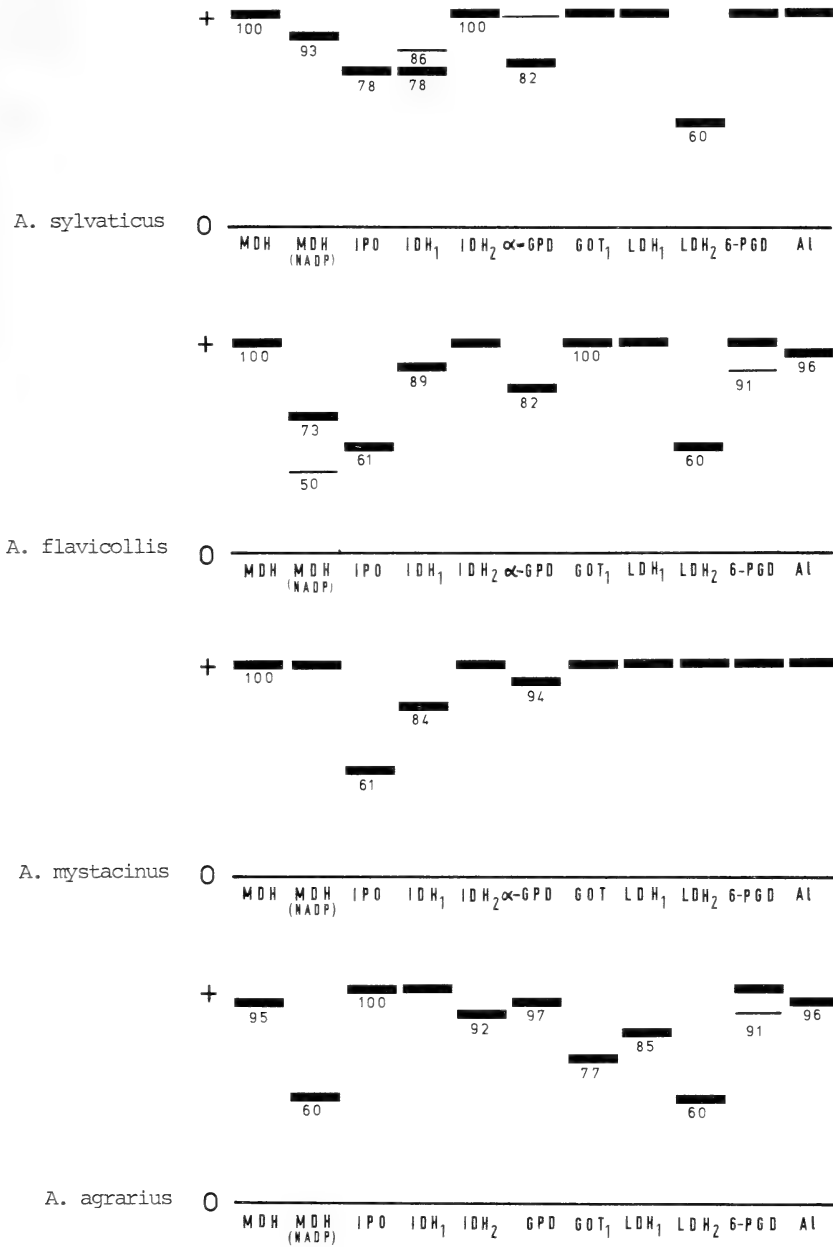 +
100 100
93
86
78 78 82
60
A. sylvaticus O
MDH MDH IPO IDH1 IDH2 α-GPD GOT1 LDH1 LDH2 6-PGD Al
(NADP)
+
100 100 96
89 82 91
73
61 60
50
A. flavicollis O
MDH MDH IPO IDH1 IDH2 α-GPD GOT1 LDH1 LDH2 6-PGD Al
(NADP)
+
100
94
84
61
A. mystacinus O
MDH MDH IPO IDH1 IDH2 α-GPD GOT LDH1 LDH2 6-PGD Al
(NADP)
+
95 100 92 97 96
85 91
77
60 60
A. agrarius O
MDH MDH IPO IDH1 IDH2 GPD GOT1 LDH1 LDH2 6-PGD Al
(NADP)